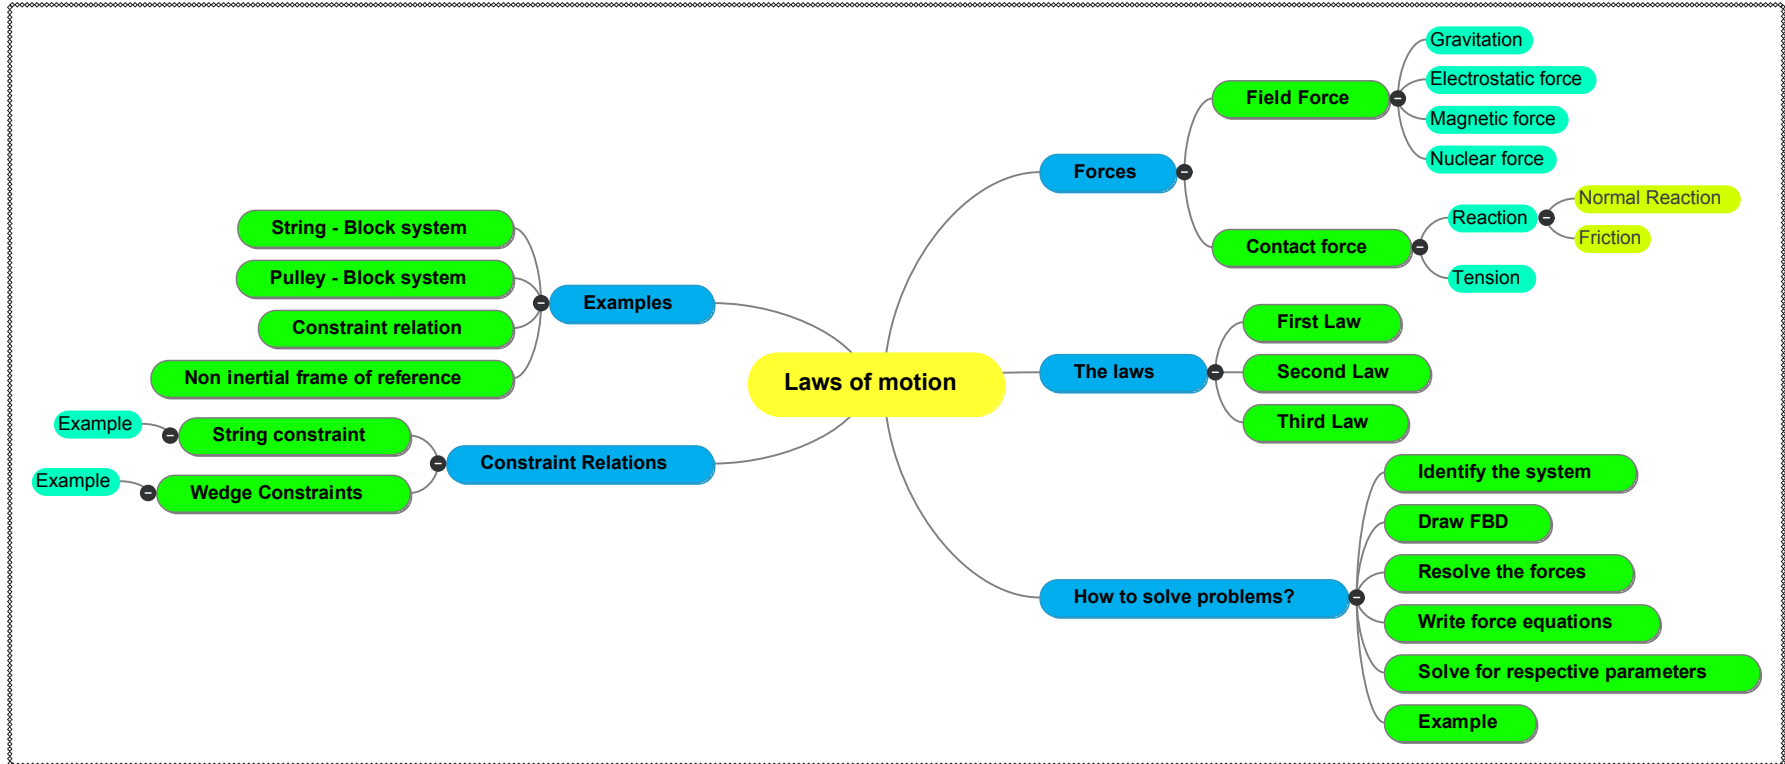 Laws of motion
Forces
Field Force
Gravitation
Electrostatic force
Magnetic force
Nuclear force
Contact force
Reaction
Normal Reaction
Friction
Tension
The laws
First Law
Second Law
Third Law
How to solve problems?
Identify the system
Draw FBD
Resolve the forces
Write force equations
Solve for respective parameters
Example
Examples
String - Block system
Pulley - Block system
Constraint relation
Non inertial frame of reference
Constraint Relations
String constraint
Example
Wedge Constraints
Example